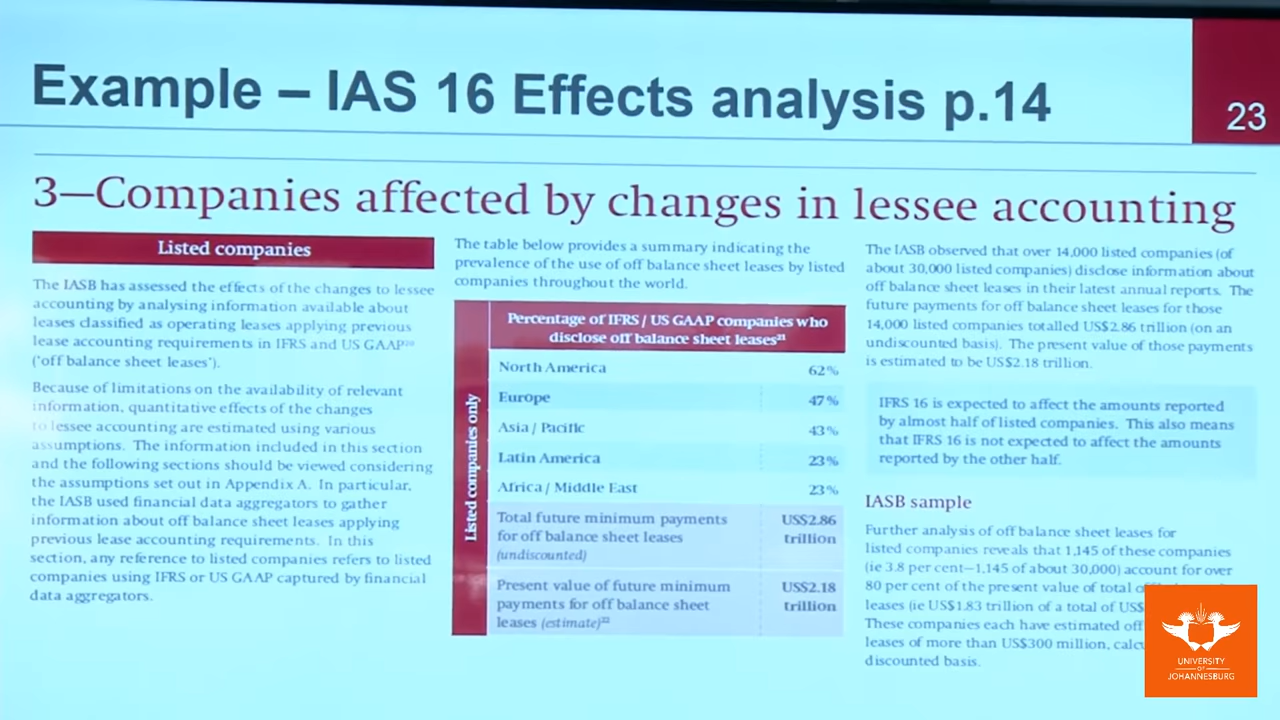 Example – IAS 16 Effects analysis p.14
23
3—Companies affected by changes in lessee accounting
Listed companies
The IASB has assessed the effects of the changes to lessee
accounting by analysing information available about
leases classified as operating leases applying previous
lease accounting requirements in IFRS and US GAAP²⁰
(‘off balance sheet leases’).
Because of limitations on the availability of relevant
information, quantitative effects of the changes
to lessee accounting are estimated using various
assumptions. The information included in this section
and the following sections should be viewed considering
the assumptions set out in Appendix A. In particular,
the IASB used financial data aggregators to gather
information about off balance sheet leases applying
previous lease accounting requirements. In this
section, any reference to listed companies refers to listed
companies using IFRS or US GAAP captured by financial
data aggregators.
The table below provides a summary indicating the
prevalence of the use of off balance sheet leases by listed
companies throughout the world.
Listed companies only
Percentage of IFRS / US GAAP companies who
disclose off balance sheet leases²¹
North America 62%
Europe 47%
Asia / Pacific 43%
Latin America 23%
Africa / Middle East 23%
Total future minimum payments US$2.86
for off balance sheet leases trillion
(undiscounted)
Present value of future minimum US$2.18
payments for off balance sheet trillion
leases (estimate)²²
The IASB observed that over 14,000 listed companies (of
about 30,000 listed companies) disclose information about
off balance sheet leases in their latest annual reports. The
future payments for off balance sheet leases for those
14,000 listed companies totalled US$2.86 trillion (on an
undiscounted basis). The present value of those payments
is estimated to be US$2.18 trillion.
IFRS 16 is expected to affect the amounts reported
by almost half of listed companies. This also means
that IFRS 16 is not expected to affect the amounts
reported by the other half.
IASB sample
Further analysis of off balance sheet leases for
listed companies reveals that 1,145 of these companies
(ie 3.8 per cent—1,145 of about 30,000) account for over
80 per cent of the present value of total
leases (ie US$1.83 trillion of a total of US$
These companies each have estimated off
leases of more than US$300 million,
discounted basis.
UNIVERSITY
OF
JOHANNESBURG